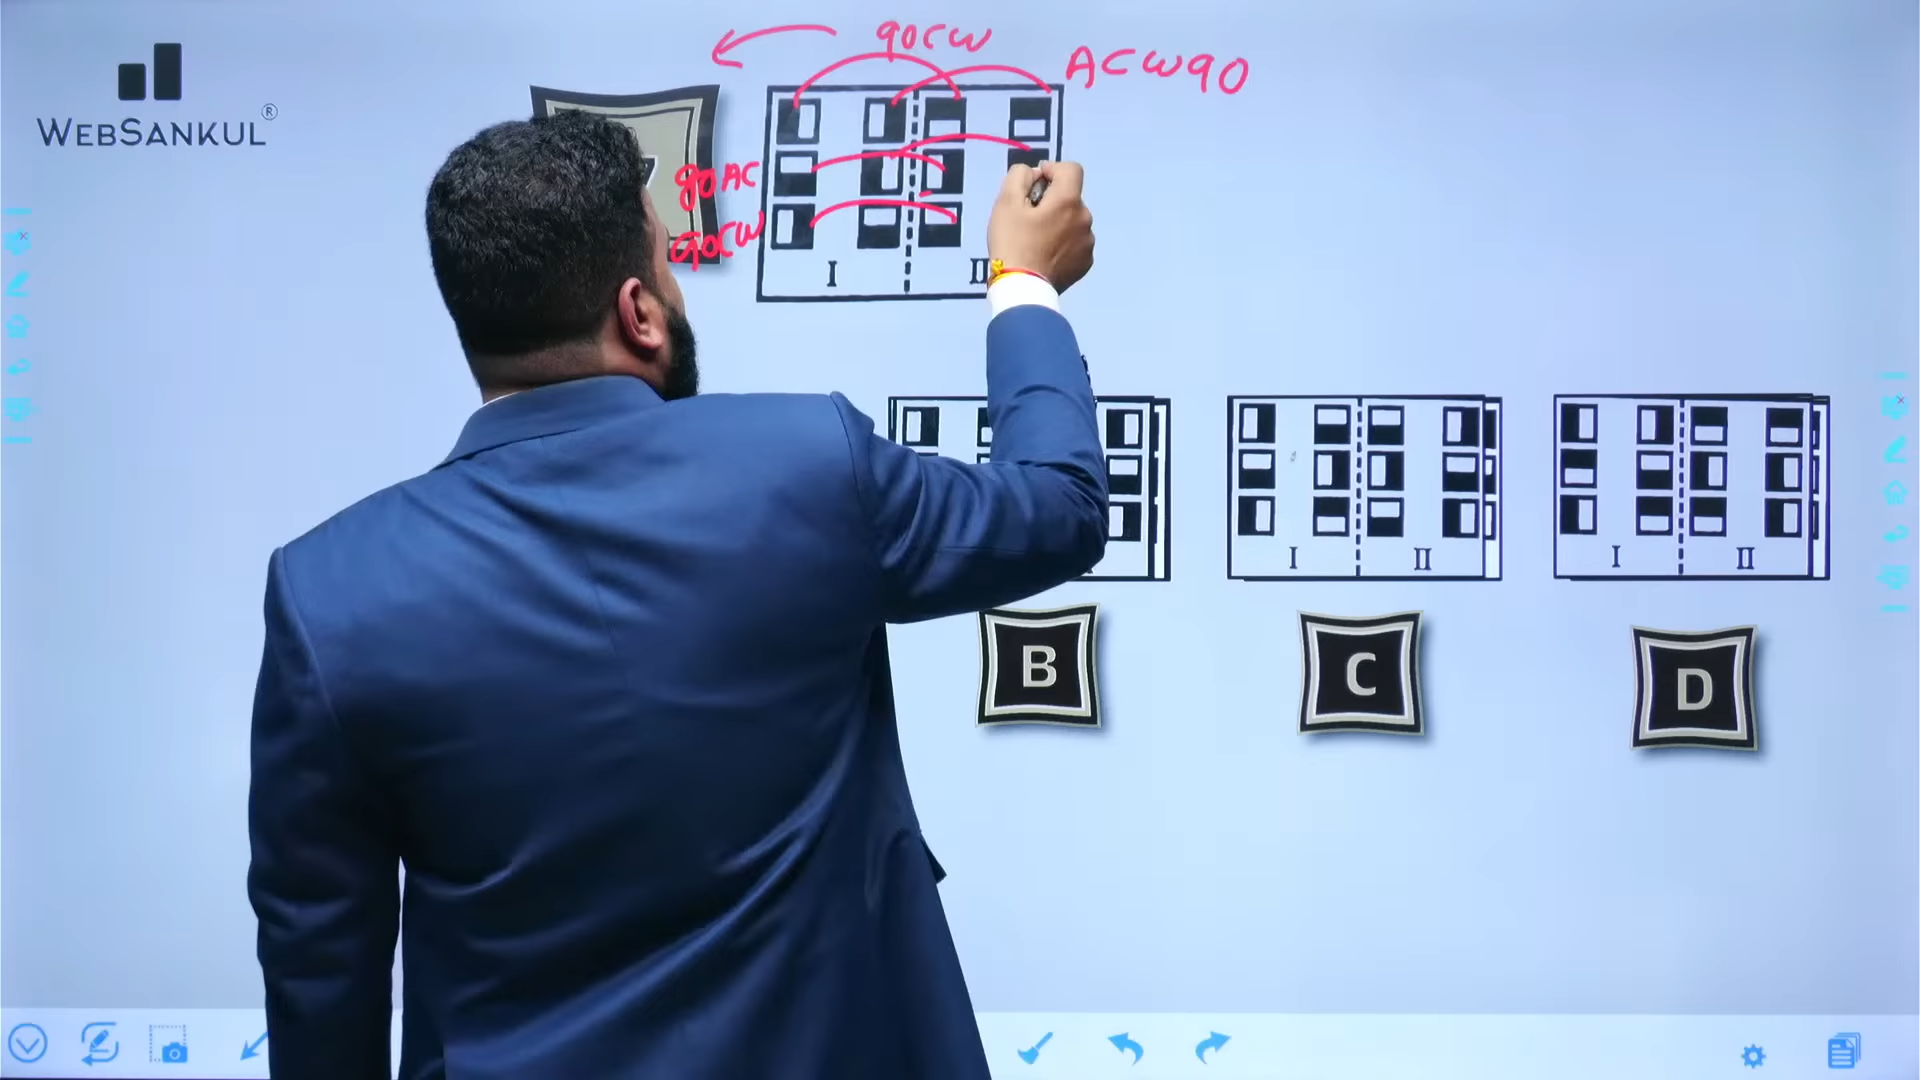 90CW
ACW90
WEBSANKUL®
90AC
90CW
I II
I II
I II
B
C
D